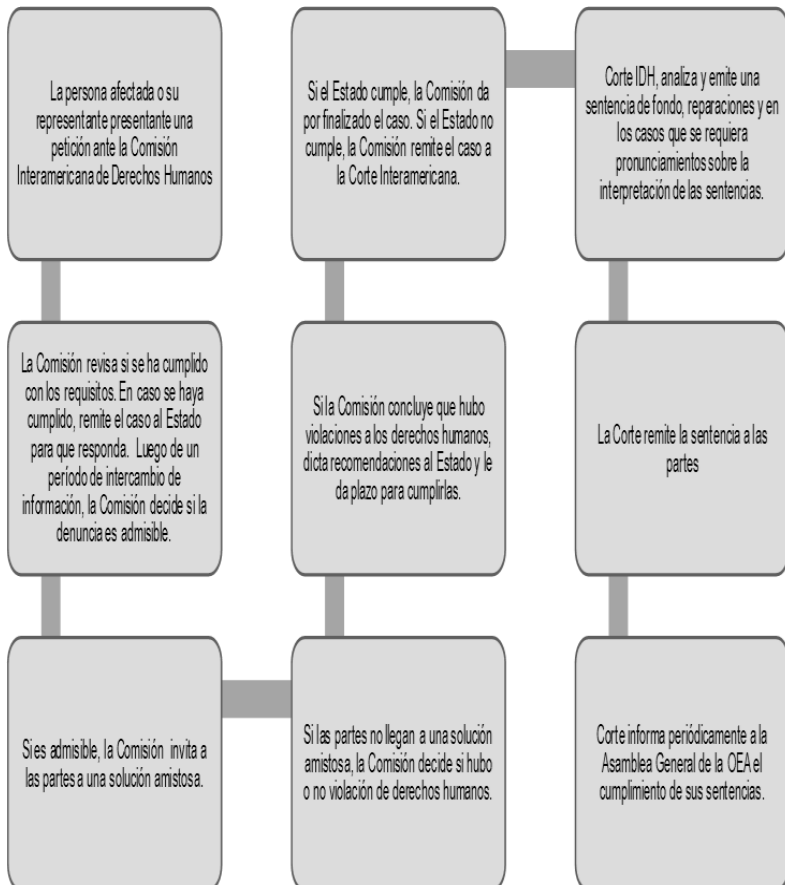 La persona afectada o su
representante presentante una
petición ante la Comisión
Interamericana de Derechos Humanos
La Comisión revisa si se ha cumplido
con los requisitos. En caso se haya
cumplido, remite el caso al Estado
para que responda. Luego de un
período de intercambio de
información, la Comisión decide si la
denuncia es admisible.
Si es admisible, la Comisión invita a
las partes a una solución amistosa.
Si las partes no llegan a una solución
amistosa, la Comisión decide si hubo
o no violación de derechos humanos.
Si la Comisión concluye que hubo
violaciones a los derechos humanos,
dicta recomendaciones al Estado y le
da plazo para cumplirlas.
Si el Estado cumple, la Comisión da
por finalizado el caso. Si el Estado no
cumple, la Comisión remite el caso a
la Corte Interamericana.
Corte IDH, analiza y emite una
sentencia de fondo, reparaciones y en
los casos que se requiera
pronunciamientos sobre la
interpretación de las sentencias.
La Corte remite la sentencia a las
partes
Corte informa periódicamente a la
Asamblea General de la OEA el
cumplimiento de sus sentencias.